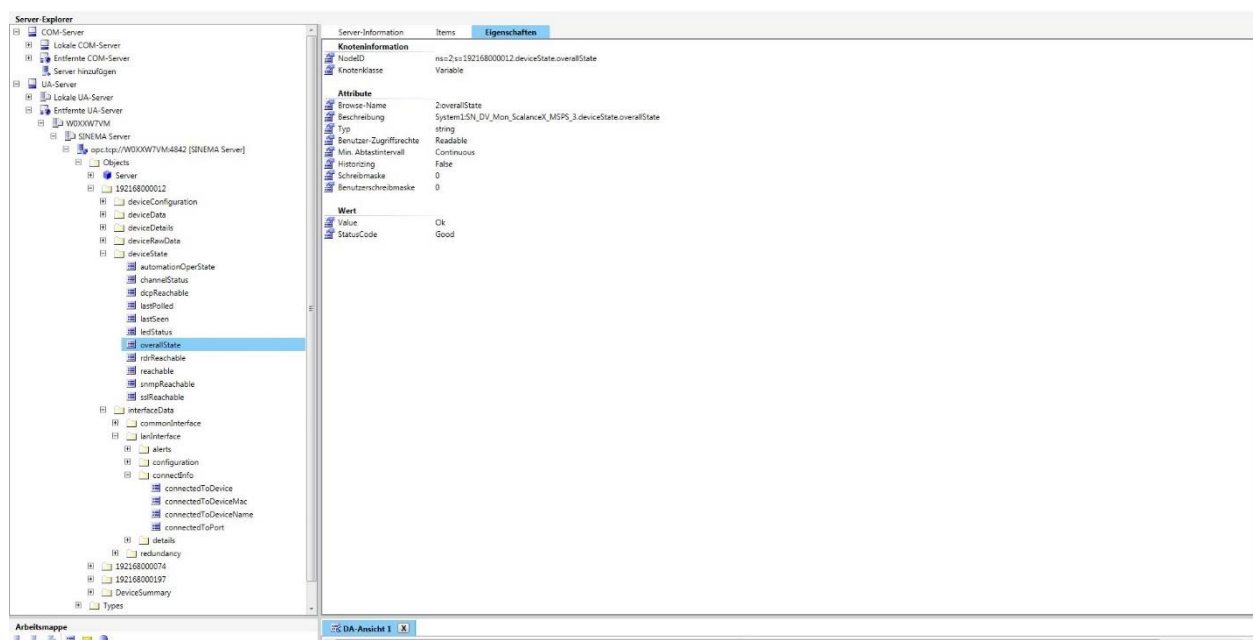 Server-Explorer
COM-Server
Lokale COM-Server
Entfernte COM-Server
Server hinzufügen
UA-Server
Lokale UA-Server
Entfernte UA-Server
W0XXW7VM
SINEMA Server
opc.tcp://W0XXW7VM:4842 [SINEMA Server]
Objects
Server
192168000012
deviceConfiguration
deviceData
deviceDetails
deviceRawData
deviceState
automationOperState
channelStatus
dcpReachable
lastPolled
lastSeen
ledStatus
overallState
rdrReachable
reachable
snmpReachable
sslReachable
interfaceData
commonInterface
lanInterface
alerts
configuration
connectInfo
connectedToDevice
connectedToDeviceMac
connectedToDeviceName
connectedToPort
details
redundancy
192168000074
192168000197
DeviceSummary
Types
Arbeitsmappe
Server-Information Items Eigenschaften
Knoteninformation
NodeID ns=2;s=192168000012.deviceState.overallState
Knotenklasse Variable
Attribute
Browse-Name 2:overallState
Beschreibung System1:SN_DV_Mon_ScalanceX_MSPS_3.deviceState.overallState
Typ string
Benutzer-Zugriffsrechte Readable
Min. Abtastintervall Continuous
Historizing False
Schreibmaske 0
Benutzerschreibmaske 0
Wert
Value Ok
StatusCode Good
DA-Ansicht 1 X